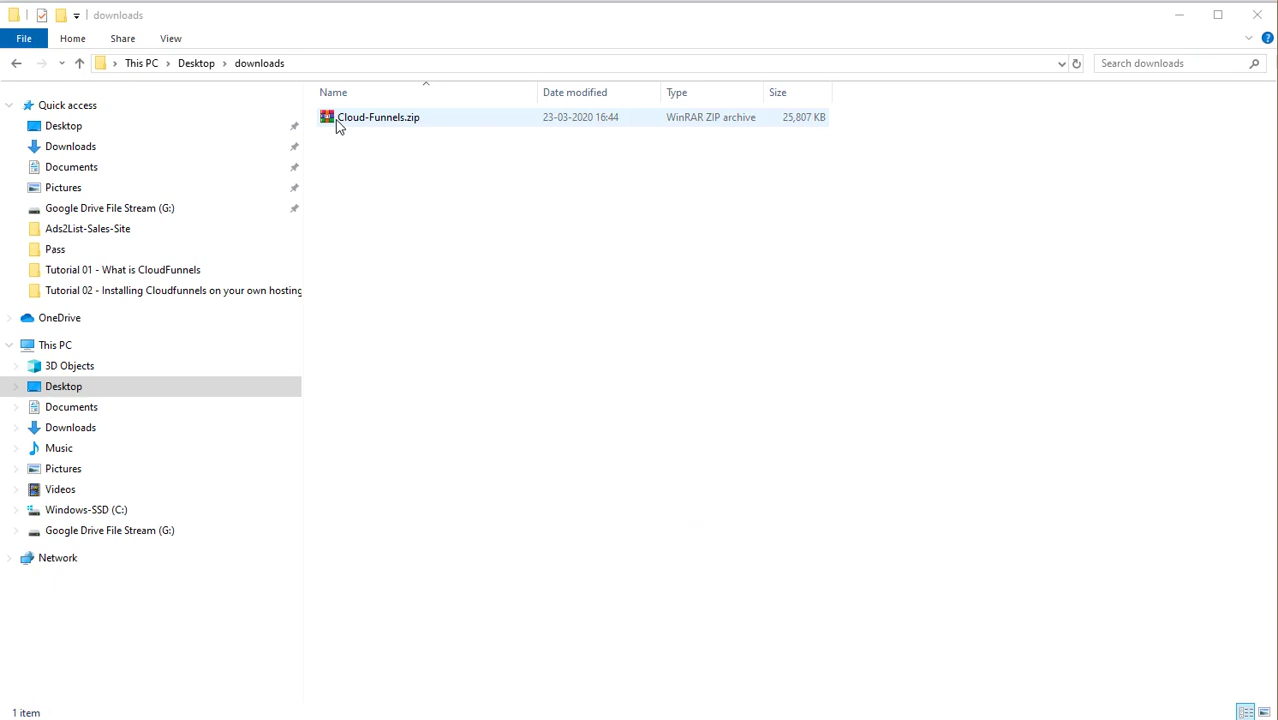 downloads
File Home Share View
This PC Desktop downloads Search downloads
Name Date modified Type Size
Cloud-Funnels.zip 23-03-2020 16:44 WinRAR ZIP archive 25,807 KB
Quick access
Desktop
Downloads
Documents
Pictures
Google Drive File Stream (G:)
Ads2List-Sales-Site
Pass
Tutorial 01 - What is CloudFunnels
Tutorial 02 - Installing Cloudfunnels on your own hosting
OneDrive
This PC
3D Objects
Desktop
Documents
Downloads
Music
Pictures
Videos
Windows-SSD (C:)
Google Drive File Stream (G:)
Network
1 item